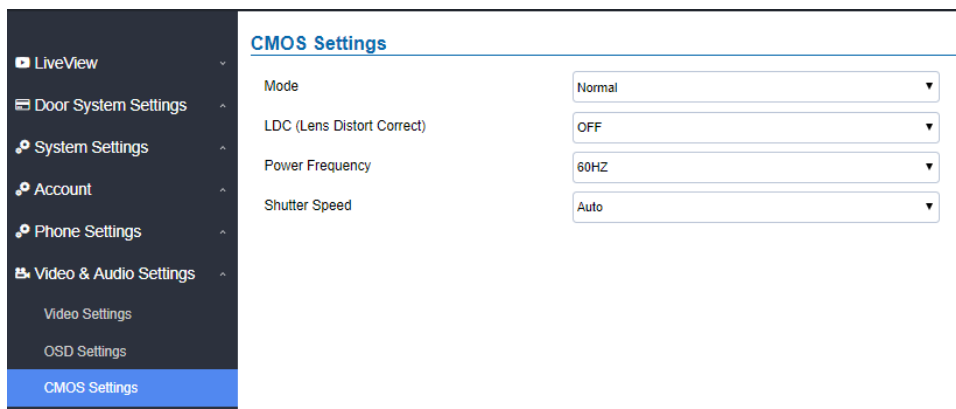 LiveView
Door System Settings
System Settings
Account
Phone Settings
Video & Audio Settings
Video Settings
OSD Settings
CMOS Settings
CMOS Settings
Mode
Normal
LDC (Lens Distort Correct)
OFF
Power Frequency
60HZ
Shutter Speed
Auto